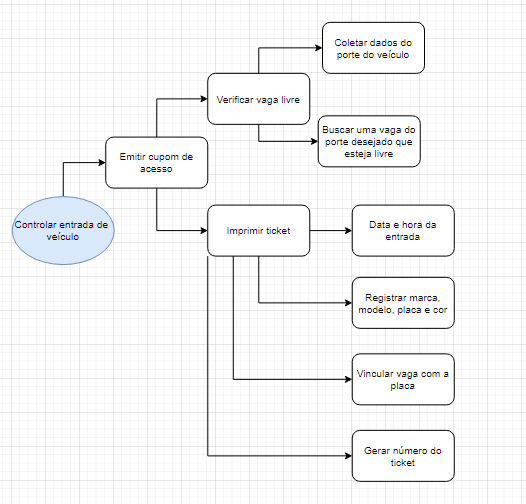 Coletar dados do
porte do veículo
Verificar vaga livre
Buscar uma vaga do
porte desejado que
esteja livre
Emitir cupom de
acesso
Controlar entrada de
veículo
Imprimir ticket
Data e hora da
entrada
Registrar marca,
modelo, placa e cor
Vincular vaga com a
placa
Gerar número do
ticket